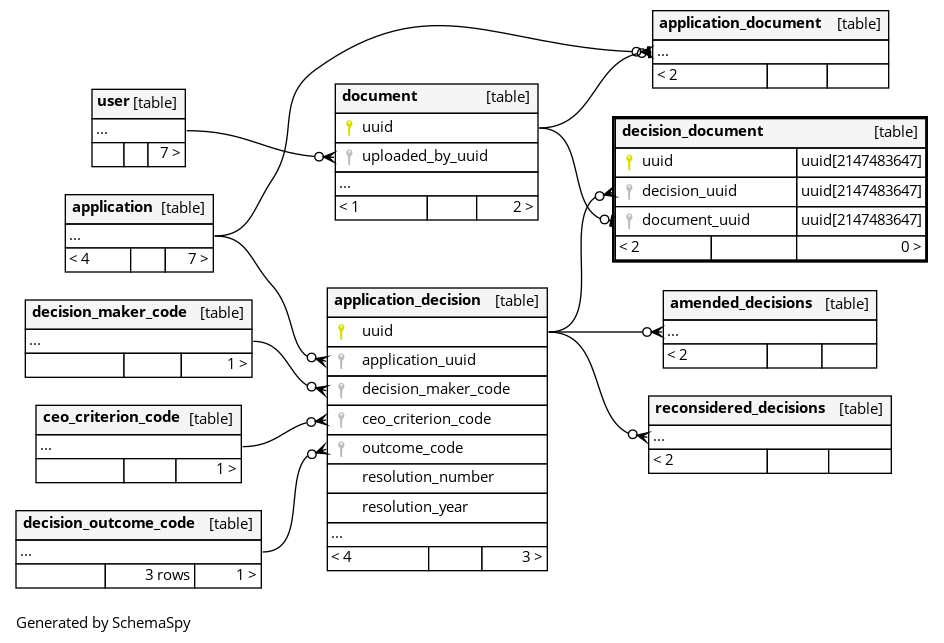 application_document [table]
...
< 2
user [table]
...
7 >
document [table]
uuid
uploaded_by_uuid
...
< 1 2 >
decision_document [table]
uuid uuid[2147483647]
decision_uuid uuid[2147483647]
document_uuid uuid[2147483647]
< 2 0 >
application [table]
...
< 4 7 >
decision_maker_code [table]
...
1 >
application_decision [table]
uuid
application_uuid
decision_maker_code
ceo_criterion_code
outcome_code
resolution_number
resolution_year
...
< 4 3 >
amended_decisions [table]
...
< 2
ceo_criterion_code [table]
...
1 >
reconsidered_decisions [table]
...
< 2
decision_outcome_code [table]
...
3 rows 1 >
Generated by SchemaSpy